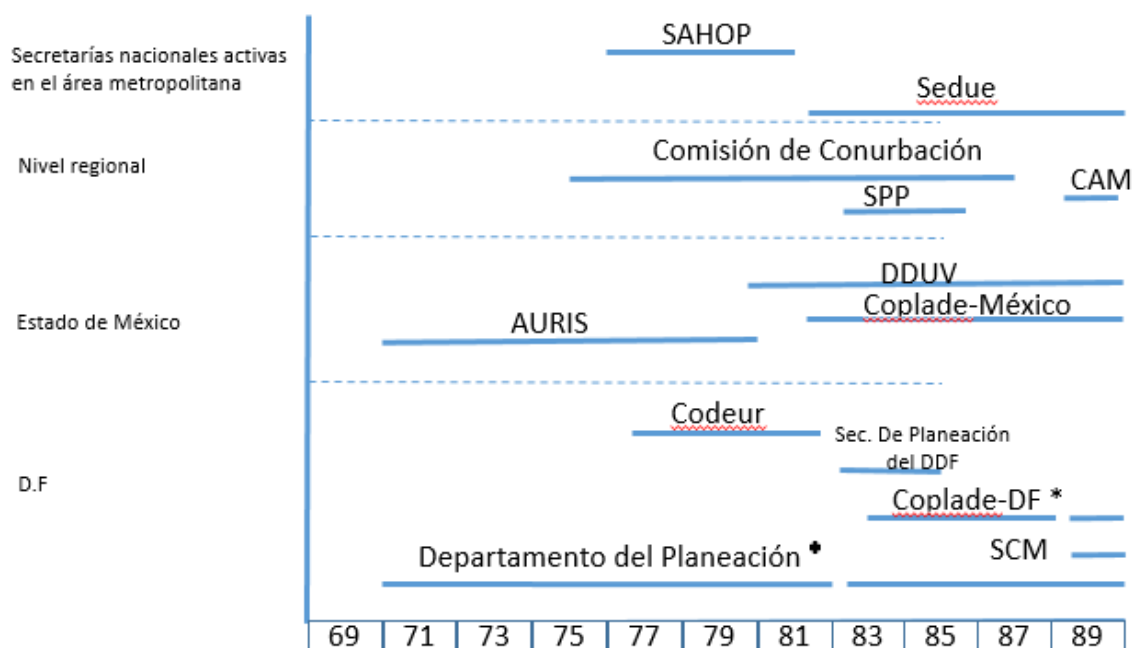 SAHOP
Secretarías nacionales activas
en el área metropolitana
Sedue
Comisión de Conurbación
Nivel regional
CAM
SPP
DDUV
Coplade-México
Estado de México
AURIS
Codeur
Sec. De Planeación
del DDF
D.F
Coplade-DF *
SCM
Departamento del Planeación ♦
69 71 73 75 77 79 81 83 85 87 89